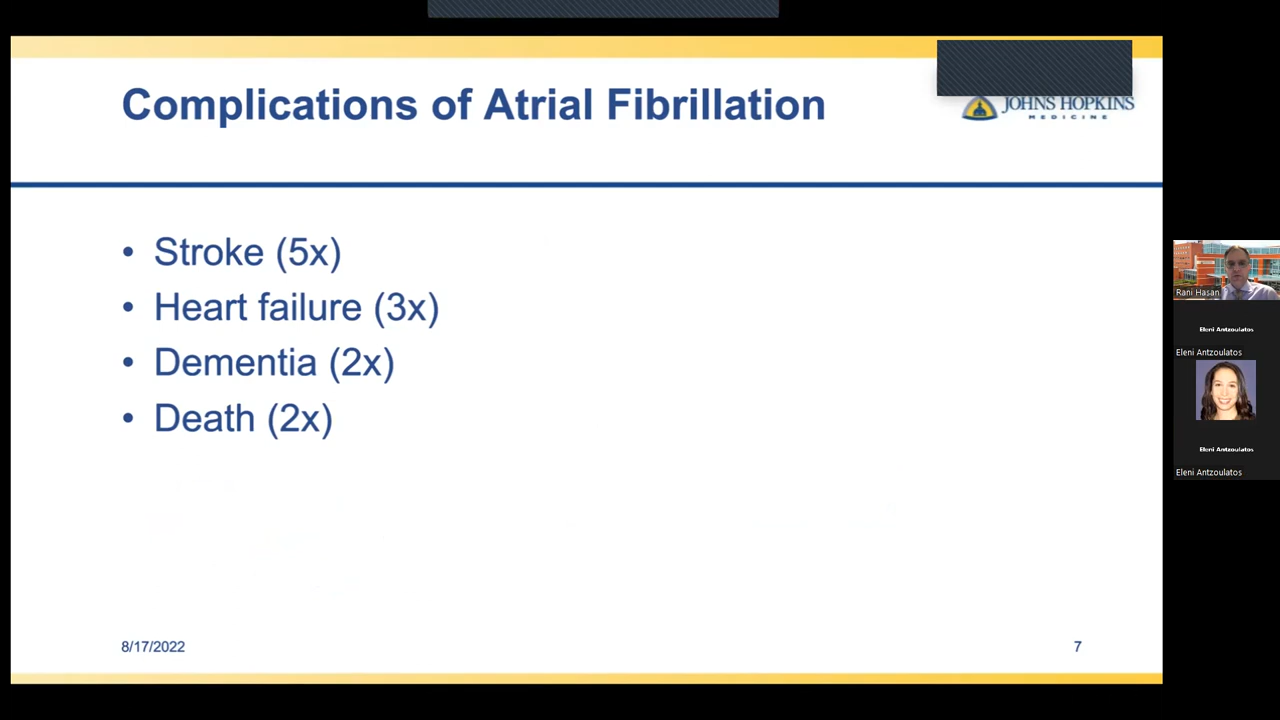 Complications of Atrial Fibrillation
JOHNS HOPKINS
MEDICINE
• Stroke (5x)
• Heart failure (3x)
• Dementia (2x)
• Death (2x)
8/17/2022
7
Rani Hasan
Eleni Antzoulatos
Eleni Antzoulatos
Eleni Antzoulatos
Eleni Antzoulatos